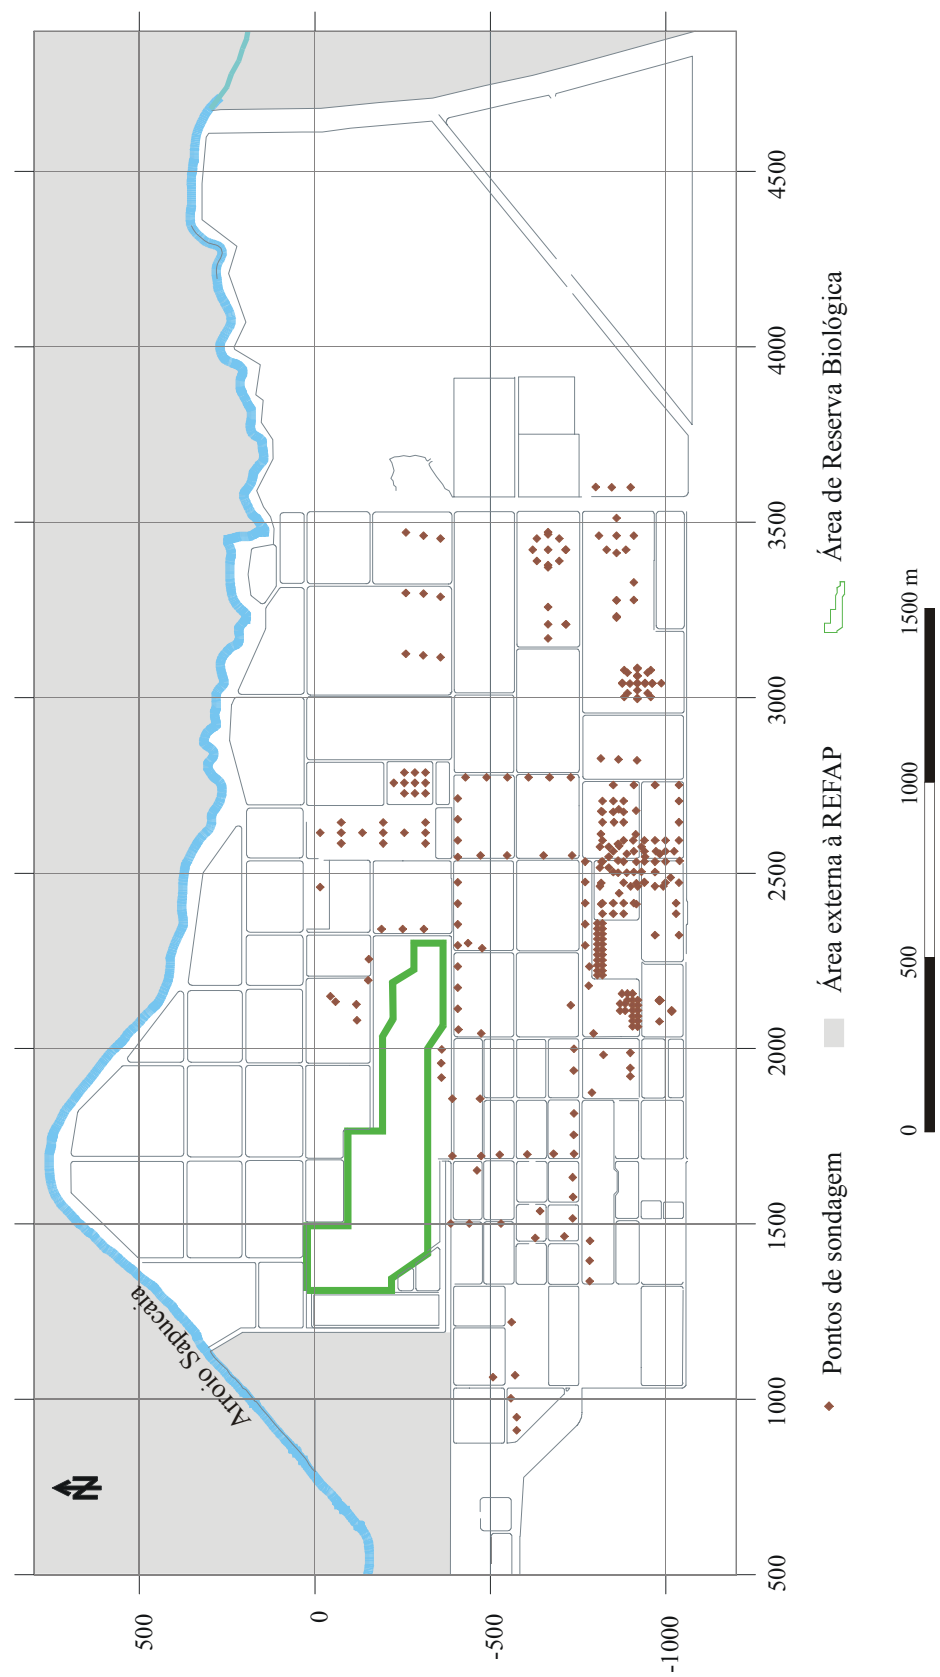 N
Arroio Sapucaia
500
0
-500
-1000
500
1000
1500
2000
2500
3000
3500
4000
4500
Pontos de sondagem
Área externa à REFAP
Área de Reserva Biológica
0
500
1000
1500 m